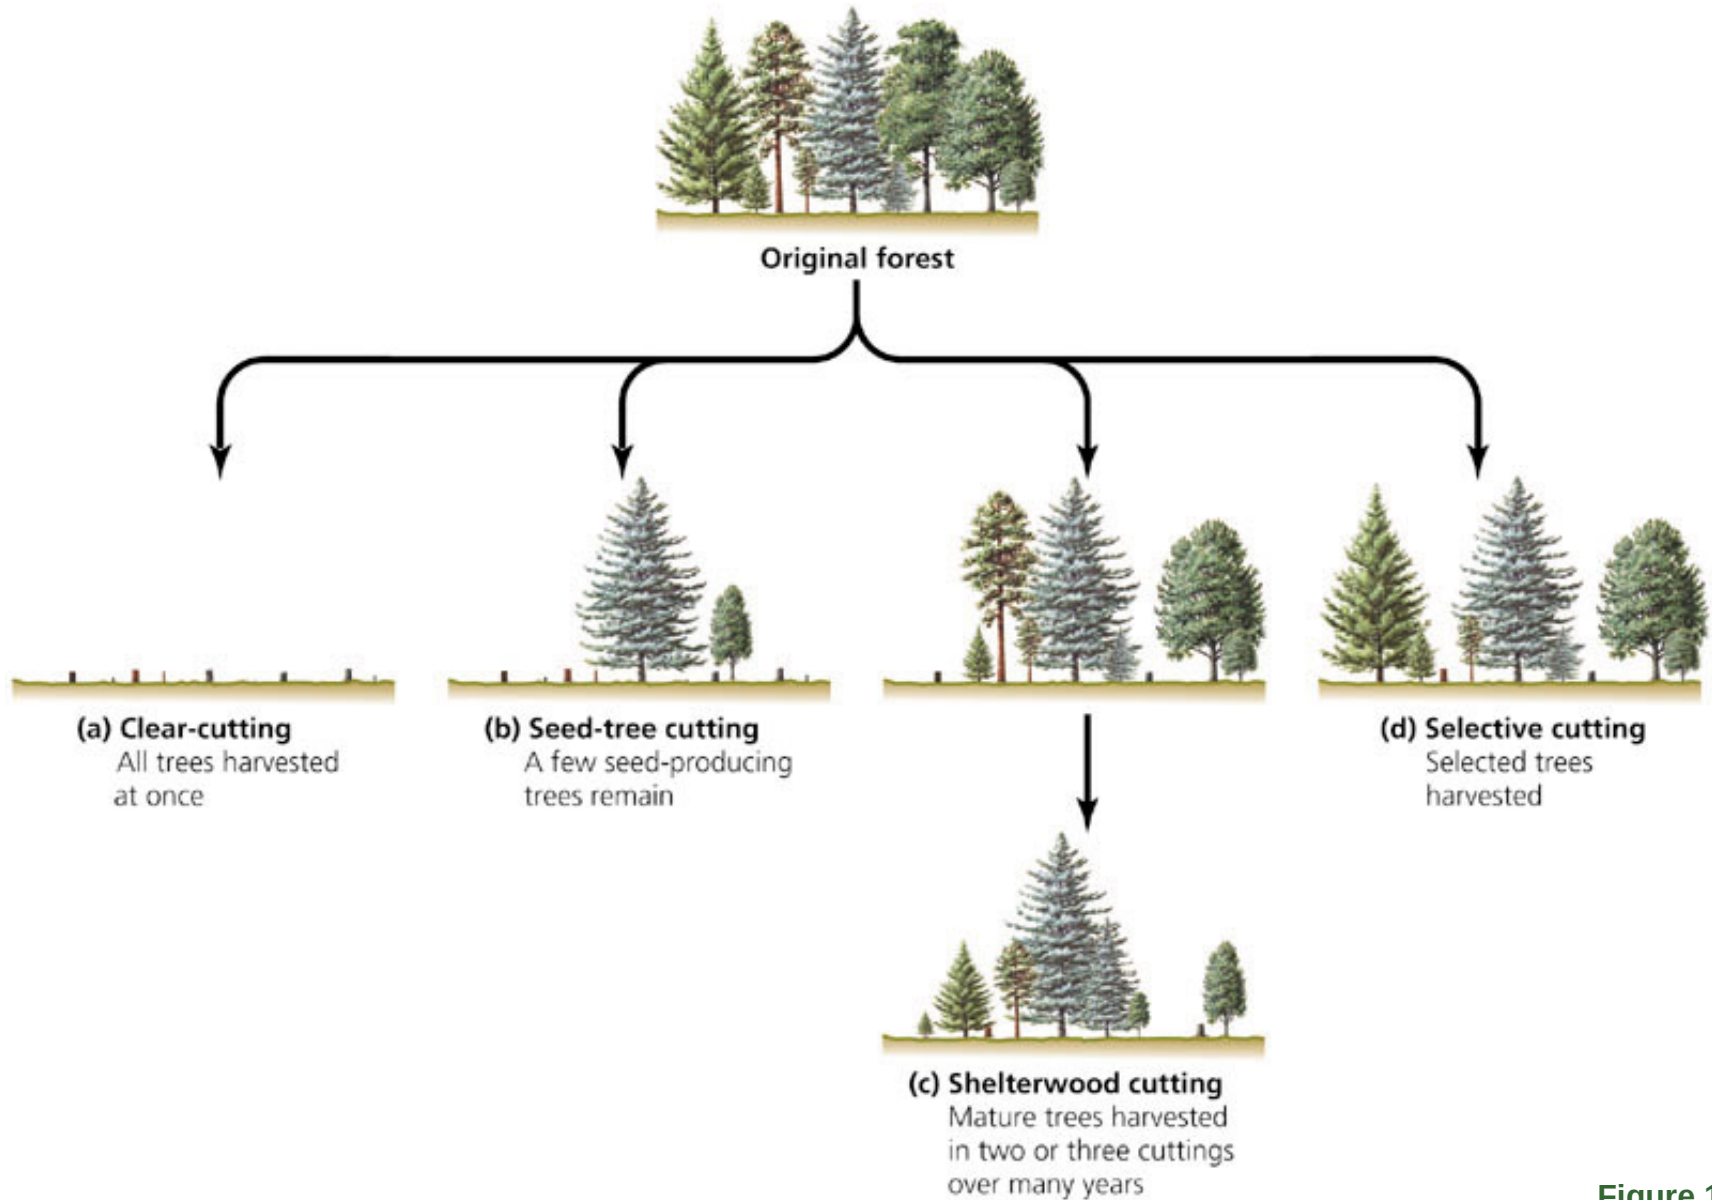 Original forest
(a) Clear-cutting
All trees harvested
at once
(b) Seed-tree cutting
A few seed-producing
trees remain
(d) Selective cutting
Selected trees
harvested
(c) Shelterwood cutting
Mature trees harvested
in two or three cuttings
over many years
Figure